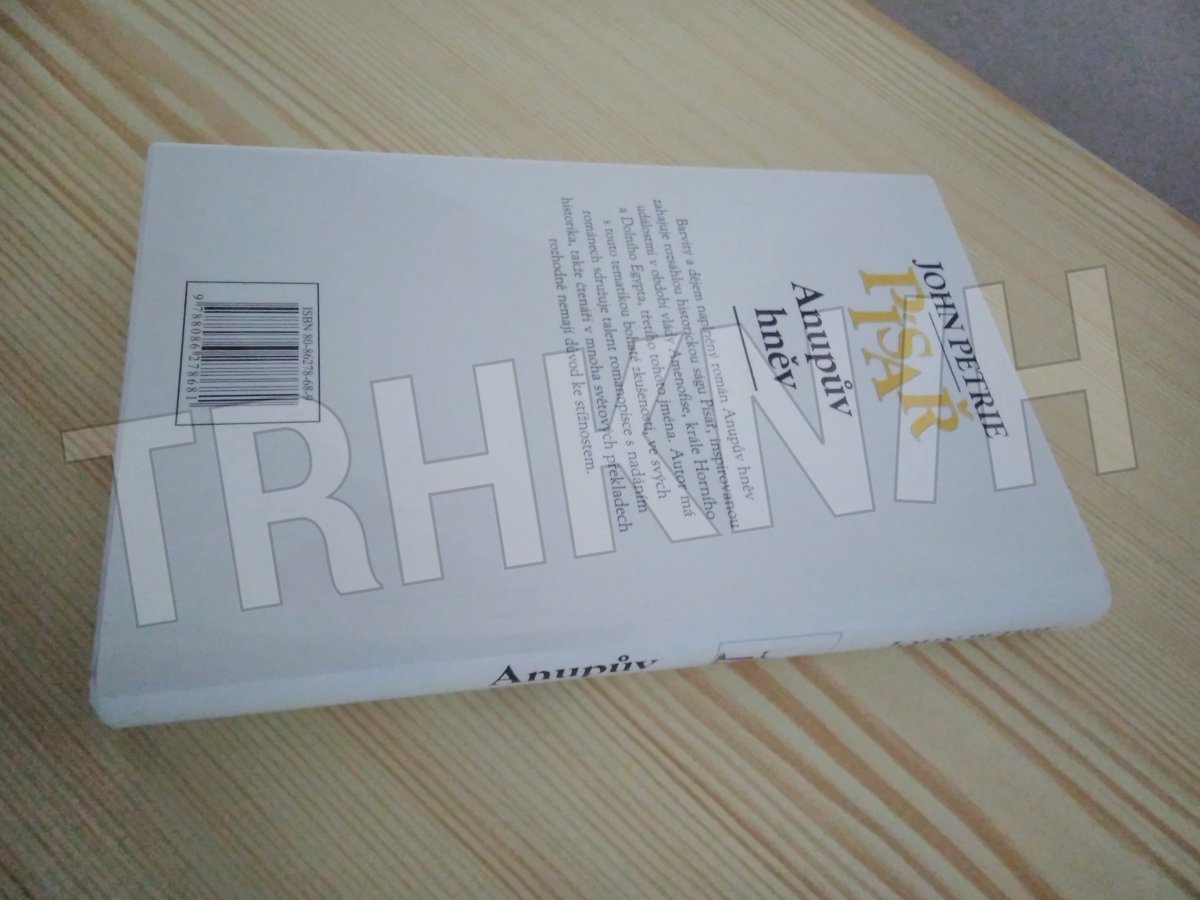 JOHN PETRIE
PÍSAŘ
Anupův
hněv
Barvitý a dějem naplněný román Anupův hněv
zahajuje rozsáhlou historickou ságu Písař, inspirovanou
událostmi v období vlády Amenofise, krále Horního
a Dolního Egypta, třetího tohoto jména. Autor má
s touto tematikou bohaté zkušenosti, ve svých
románech sdružuje talent romanopisce s nadáním
historika, takže čtenáři v mnoha světových překladech
rozhodně nemají důvod ke stížnostem.
ISBN 80-86278-68-9
9 788086 278681
Anupův
TRHKNIH